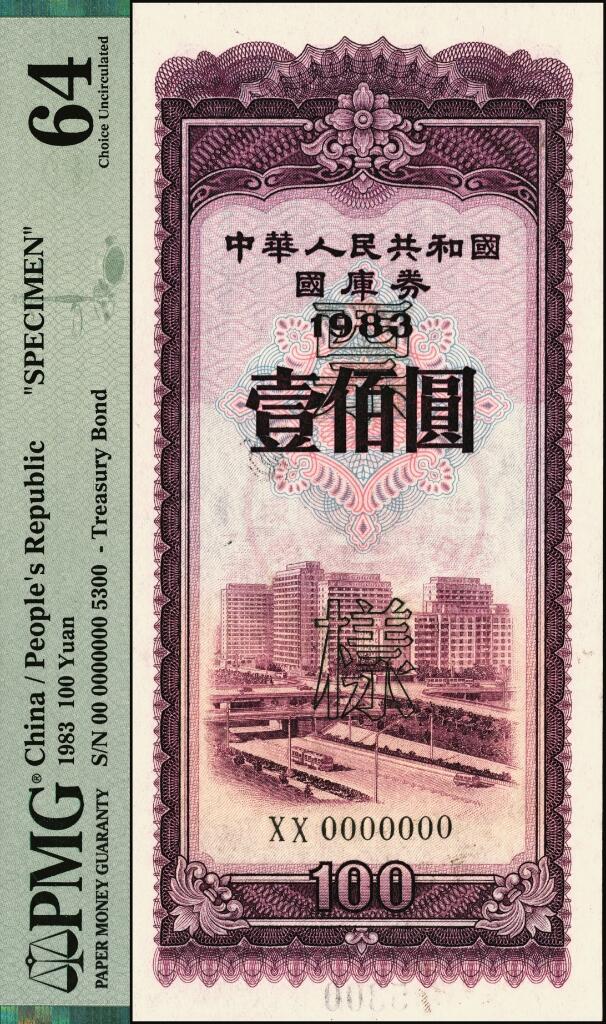 PMG® China / People's Republic "SPECIMEN" 64
1983 100 Yuan
PAPER MONEY GUARANTY S/N 00 0000000 5300 - Treasury Bond Choice Uncirculated
中華人民共和國
國庫券
1983
票
壹佰圓
樣
XX 0000000
100